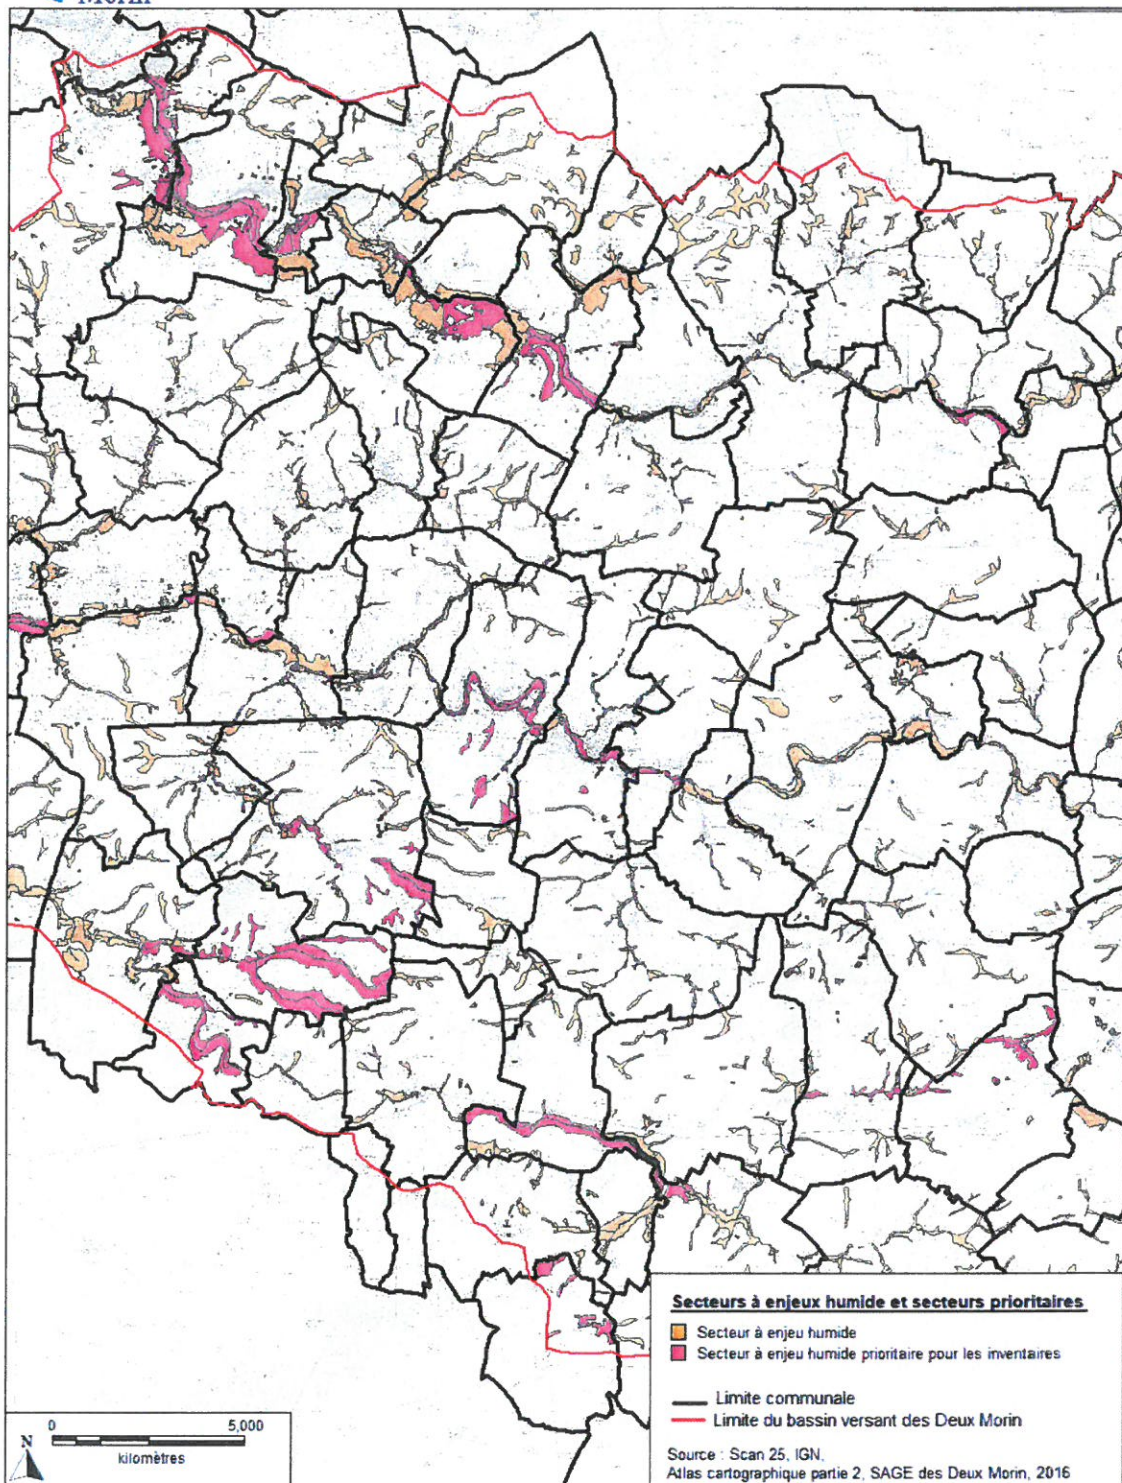 Morin
Secteurs à enjeux humide et secteurs prioritaires
Secteur à enjeu humide
Secteur à enjeu humide prioritaire pour les inventaires
Limite communale
Limite du bassin versant des Deux Morin
Source : Scan 25, IGN,
Atlas cartographique partie 2, SAGE des Deux Morin, 2016
0 5,000
kilomètres
N